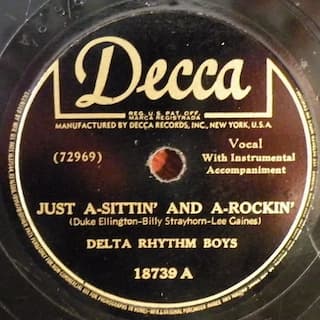 Decca
REG. U.S. PAT. OFF.
MARCA REGISTRADA
MANUFACTURED BY DECCA RECORDS, INC., NEW YORK, U.S.A.
(72969)
Vocal
With Instrumental
Accompaniment
JUST A-SITTIN' AND A-ROCKIN'
(Duke Ellington-Billy Strayhorn-Lee Gaines)
DELTA RHYTHM BOYS
18739 A